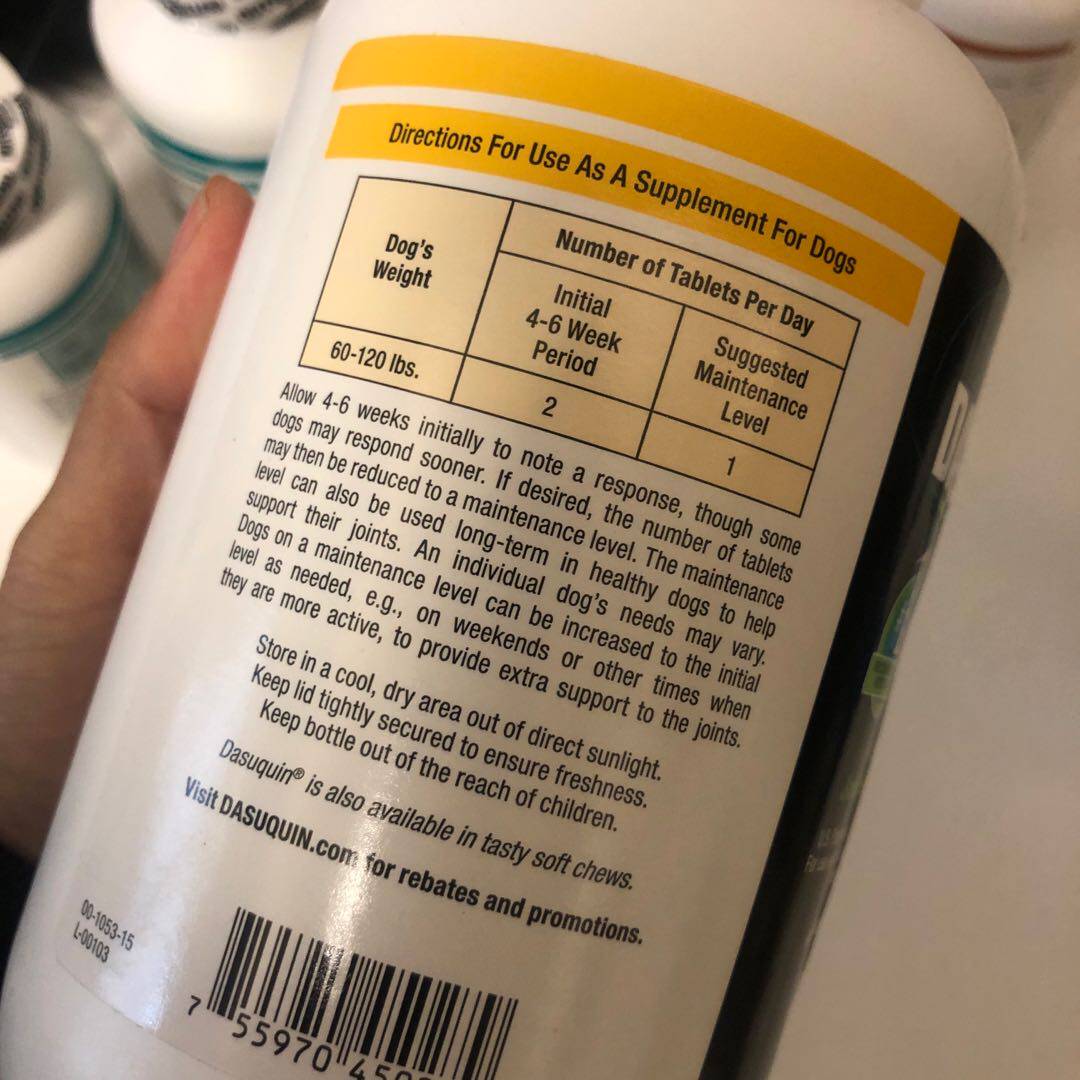 Directions For Use As A Supplement For Dogs
Dog's
Weight
Number of Tablets Per Day
Initial
4-6 Week
Period
Suggested
Maintenance
Level
60-120 lbs.
2
1
Allow 4-6 weeks initially to note a response, though some
dogs may respond sooner. If desired, the number of tablets
may then be reduced to a maintenance level. The maintenance
level can also be used long-term in healthy dogs to help
support their joints. An individual dog's needs may vary.
Dogs on a maintenance level can be increased to the initial
level as needed, e.g., on weekends or other times when
they are more active, to provide extra support to the joints.
Store in a cool, dry area out of direct sunlight.
Keep lid tightly secured to ensure freshness.
Keep bottle out of the reach of children.
Dasuquin® is also available in tasty soft chews.
Visit DASUQUIN.com for rebates and promotions.
00-1053-15
L-00103
7 55970 450